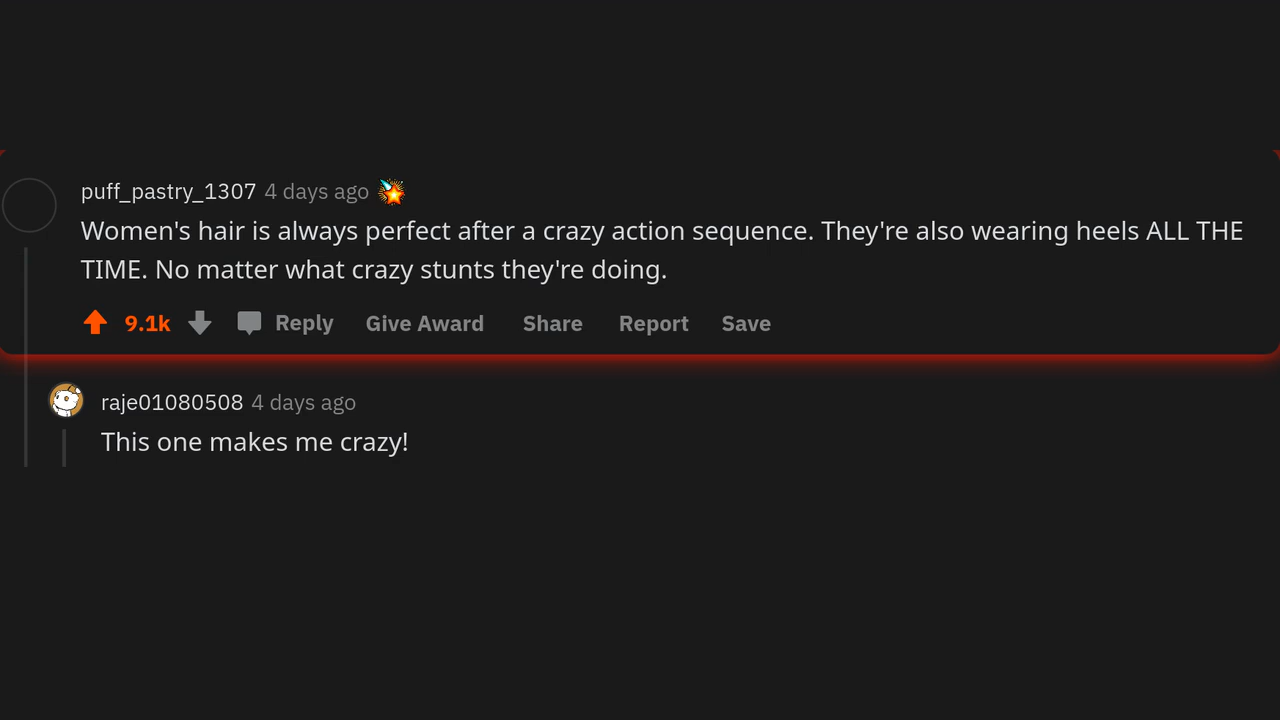 puff_pastry_1307 4 days ago
Women's hair is always perfect after a crazy action sequence. They're also wearing heels ALL THE
TIME. No matter what crazy stunts they're doing.
9.1k Reply Give Award Share Report Save
raje01080508 4 days ago
This one makes me crazy!